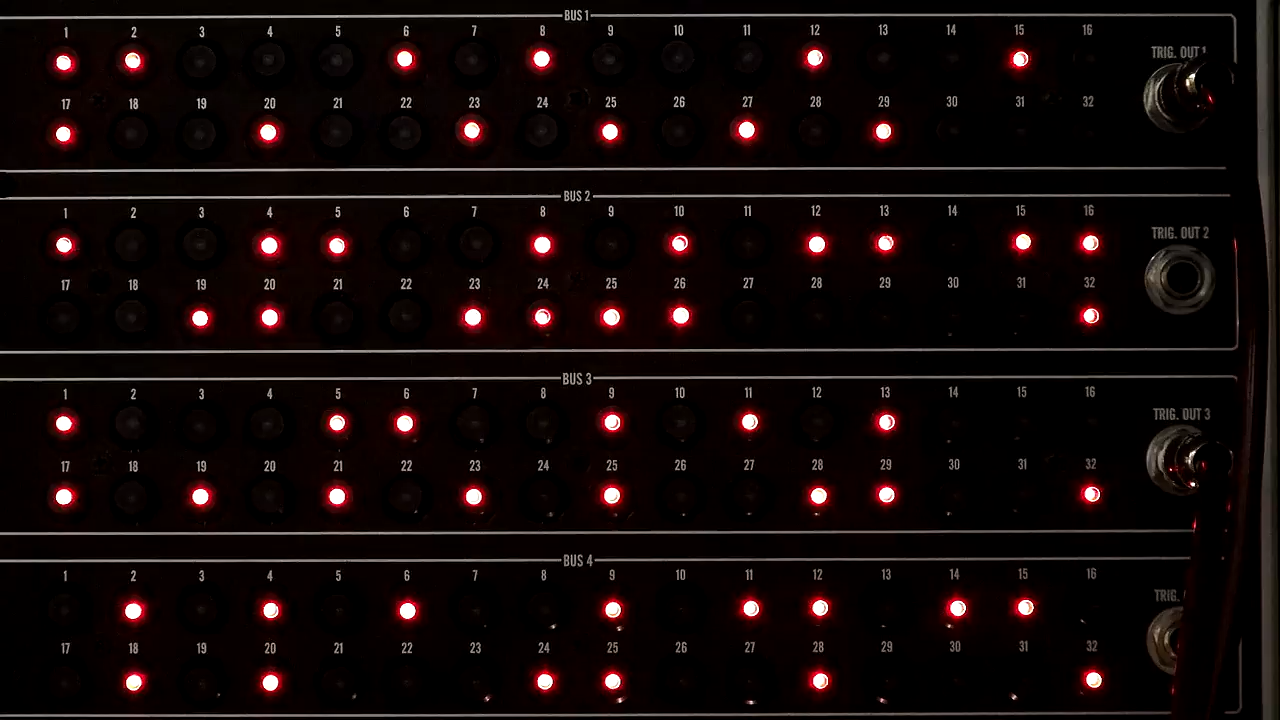 BUS 1
1 2 3 4 5 6 7 8 9 10 11 12 13 14 15 16
TRIG. OUT 1
17 18 19 20 21 22 23 24 25 26 27 28 29 30 31 32
BUS 2
1 2 3 4 5 6 7 8 9 10 11 12 13 14 15 16
TRIG. OUT 2
17 18 19 20 21 22 23 24 25 26 27 28 29 30 31 32
BUS 3
1 2 3 4 5 6 7 8 9 10 11 12 13 14 15 16
TRIG. OUT 3
17 18 19 20 21 22 23 24 25 26 27 28 29 30 31 32
BUS 4
1 2 3 4 5 6 7 8 9 10 11 12 13 14 15 16
TRIG.
17 18 19 20 21 22 23 24 25 26 27 28 29 30 31 32